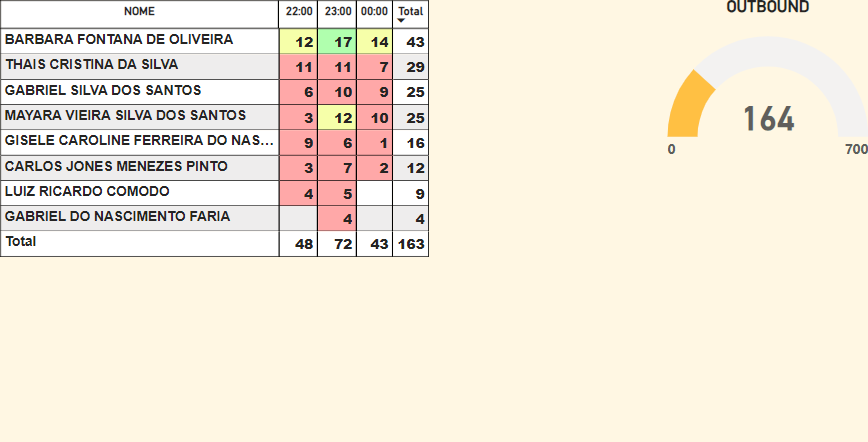 NOME 22:00 23:00 00:00 Total
BARBARA FONTANA DE OLIVEIRA 12 17 14 43
THAIS CRISTINA DA SILVA 11 11 7 29
GABRIEL SILVA DOS SANTOS 6 10 9 25
MAYARA VIEIRA SILVA DOS SANTOS 3 12 10 25
GISELE CAROLINE FERREIRA DO NAS... 9 6 1 16
CARLOS JONES MENEZES PINTO 3 7 2 12
LUIZ RICARDO COMODO 4 5 9
GABRIEL DO NASCIMENTO FARIA 4 4
Total 48 72 43 163
OUTBOUND
164
0 700